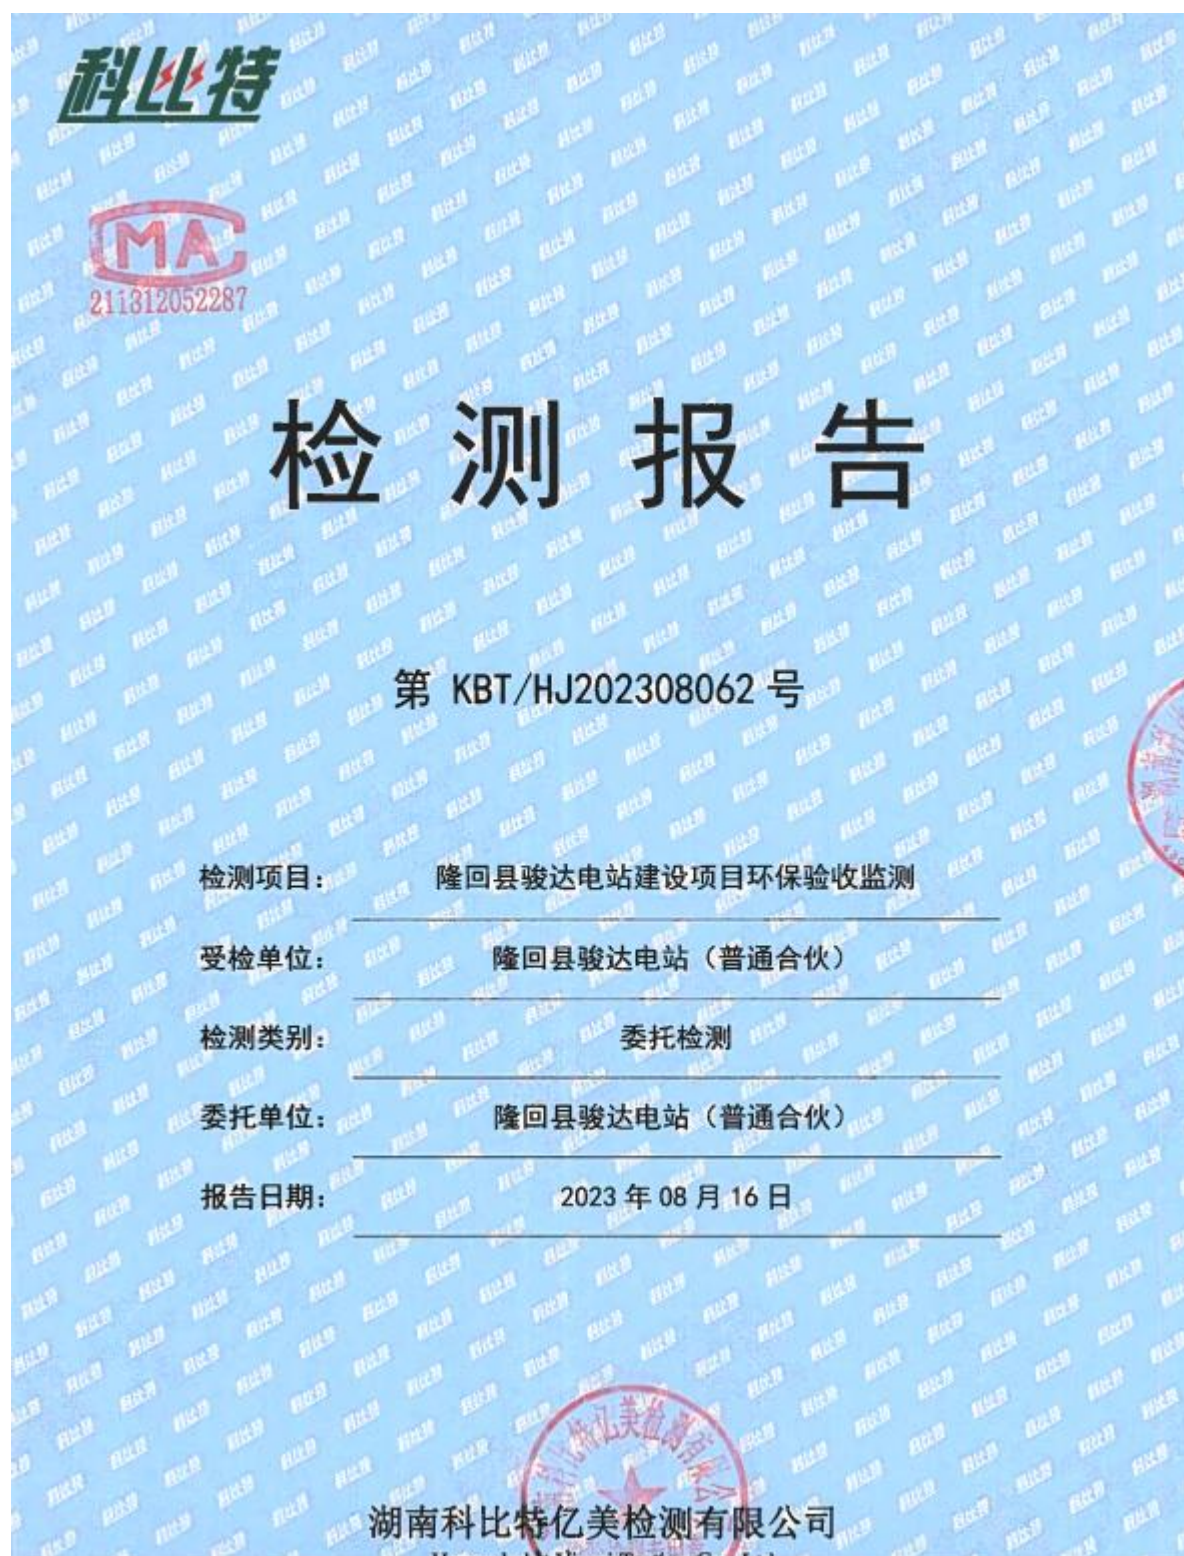 科比特
MA
211312052287
检测报告
第 KBT/HJ202308062 号
检测项目: 隆回县骏达电站建设项目环保验收监测
受检单位: 隆回县骏达电站（普通合伙）
检测类别: 委托检测
委托单位: 隆回县骏达电站（普通合伙）
报告日期: 2023 年 08 月 16 日
湖南科比特亿美检测有限公司